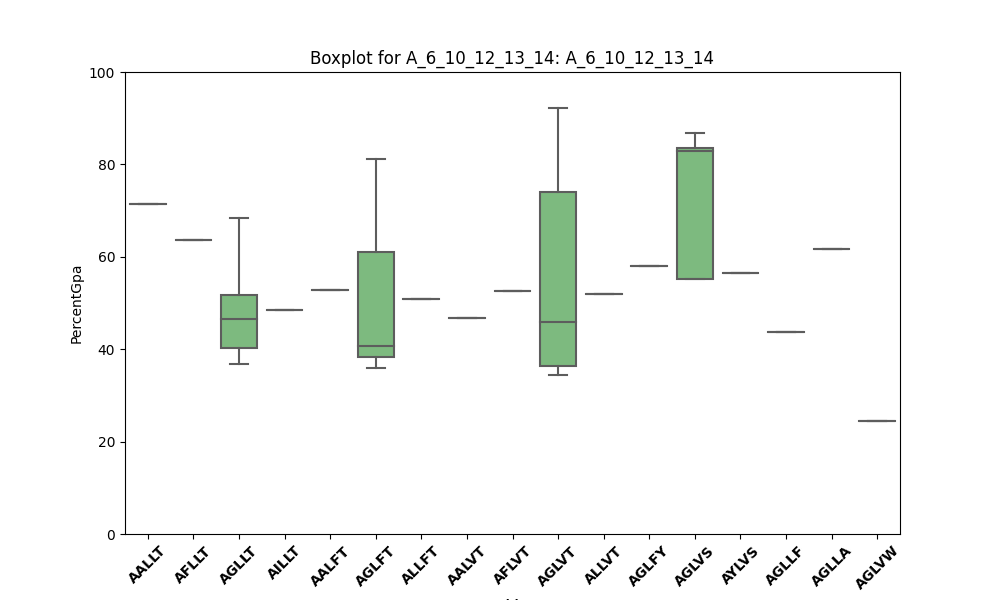 Boxplot for A_6_10_12_13_14: A_6_10_12_13_14
100
80
60
40
20
0
PercentGpa
AALLT
AFLLT
AGLLT
AILLT
AALFT
AGLFT
ALLFT
AALVT
AFLVT
AGLVT
ALLVT
AGLFY
AGLVS
AYLVS
AGLLF
AGLLA
AGLVW